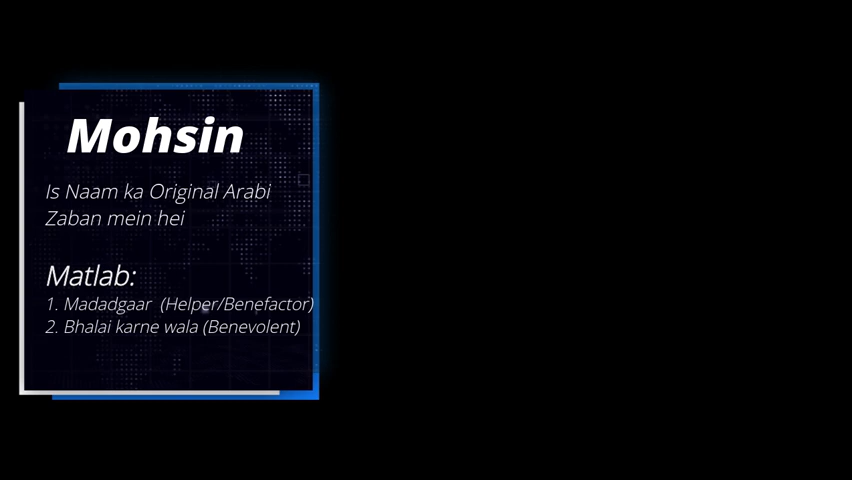 Mohsin
Is Naam ka Original Arabi
Zaban mein hei
Matlab:
1. Madadgaar (Helper/Benefactor)
2. Bhalai karne wala (Benevolent)